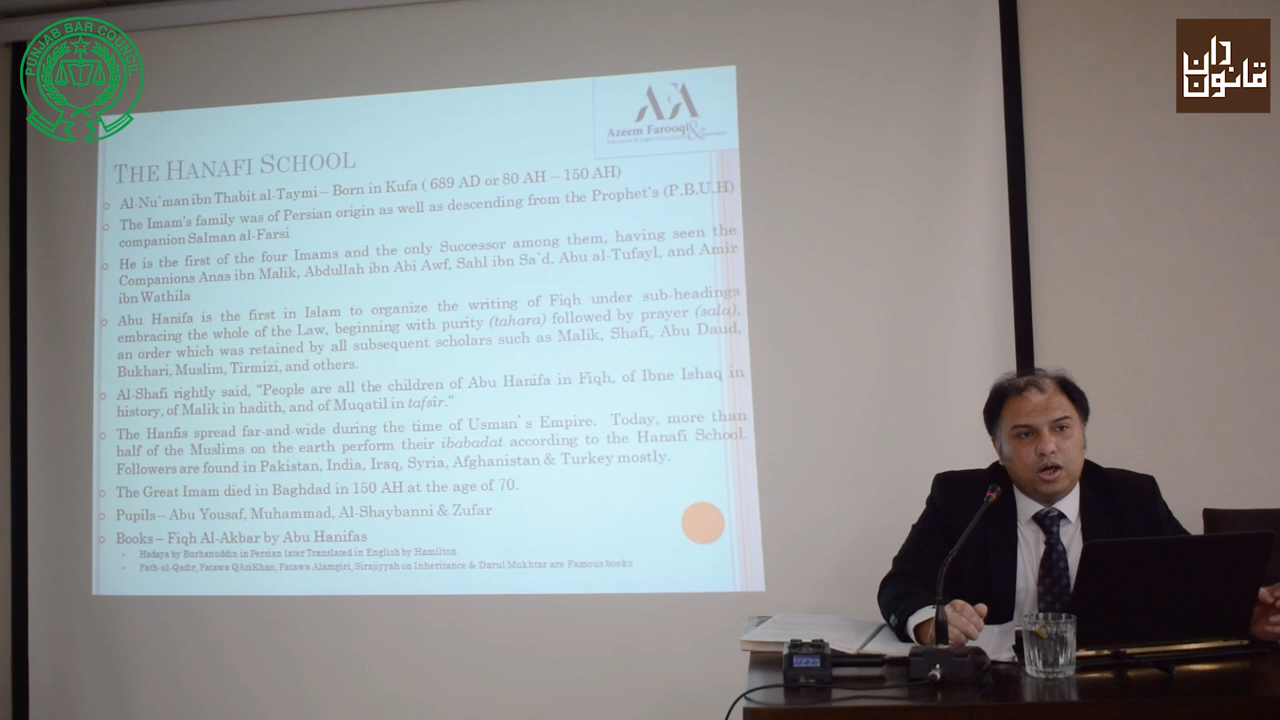 PUNJAB BAR COUNCIL
قانون دان
AFA
Azeem Farooqi &
THE HANAFI SCHOOL
Al-Nu`man ibn Thabit al-Taymi – Born in Kufa ( 689 AD or 80 AH – 150 AH)
The Imam's family was of Persian origin as well as descending from the Prophet's (P.B.U.H)
companion Salman al-Farsi
He is the first of the four Imams and the only Successor among them, having seen the
Companions Anas ibn Malik, Abdullah ibn Abi Awf, Sahl ibn Sa`d, Abu al-Tufayl, and Amir
ibn Wathila
Abu Hanifa is the first in Islam to organize the writing of Fiqh under sub-headings
embracing the whole of the Law, beginning with purity (tahara) followed by prayer (sala),
an order which was retained by all subsequent scholars such as Malik, Shafi, Abu Daud,
Bukhari, Muslim, Tirmizi, and others.
Al-Shafi rightly said, "People are all the children of Abu Hanifa in Fiqh, of Ibne Ishaq in
history, of Malik in hadith, and of Muqatil in tafsir."
The Hanfis spread far-and-wide during the time of Usman's Empire. Today, more than
half of the Muslims on the earth perform their ibabadat according to the Hanafi School.
Followers are found in Pakistan, India, Iraq, Syria, Afghanistan & Turkey mostly.
The Great Imam died in Baghdad in 150 AH at the age of 70.
Pupils – Abu Yousaf, Muhammad, Al-Shaybanni & Zufar
Books – Fiqh Al-Akbar by Abu Hanifas
Hadaya by Burhanuddin in Persian later Translated in English by Hamilton
Fath-ul-Qadir, Fatawa QAziKhan, Fatawa Alamgiri, Sirajiyyah on Inheritance & Darul Mukhtar are Famous books